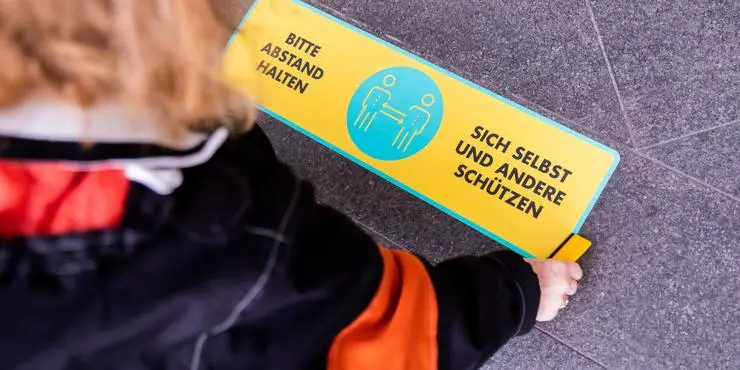 BITTE
ABSTAND
HALTEN
SICH SELBST
UND ANDERE
SCHÜTZEN